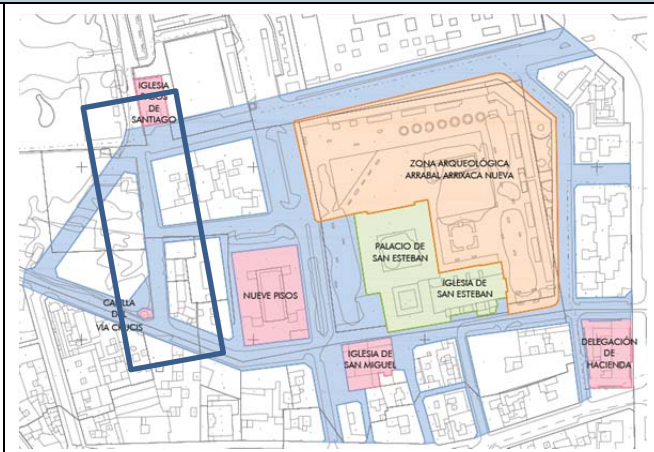 IGLESIA
DE
SANTIAGO
ZONA ARQUEOLÓGICA
ARRABAL ARRIXACA NUEVA
PALACIO DE
SAN ESTEBAN
IGLESIA DE
SAN ESTEBAN
NUEVE PISOS
DEL
VÍA CRUCIS
IGLESIA DE
SAN MIGUEL
DELEGACIÓN
DE
HACIENDA